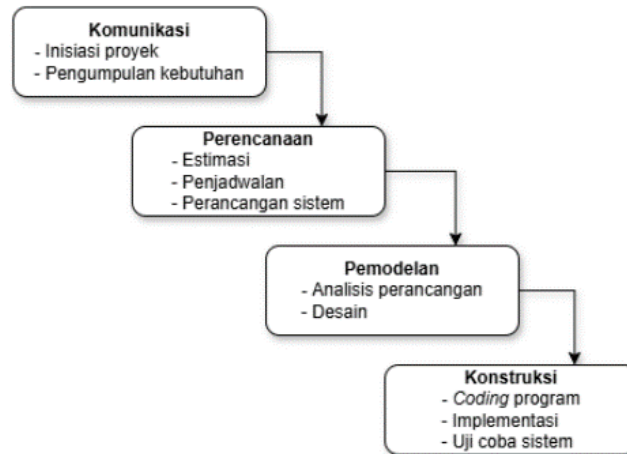 Komunikasi
- Inisiasi proyek
- Pengumpulan kebutuhan
Perencanaan
- Estimasi
- Penjadwalan
- Perancangan sistem
Pemodelan
- Analisis perancangan
- Desain
Konstruksi
- Coding program
- Implementasi
- Uji coba sistem